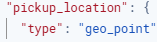 "pickup_location": {
"type": "geo_point"